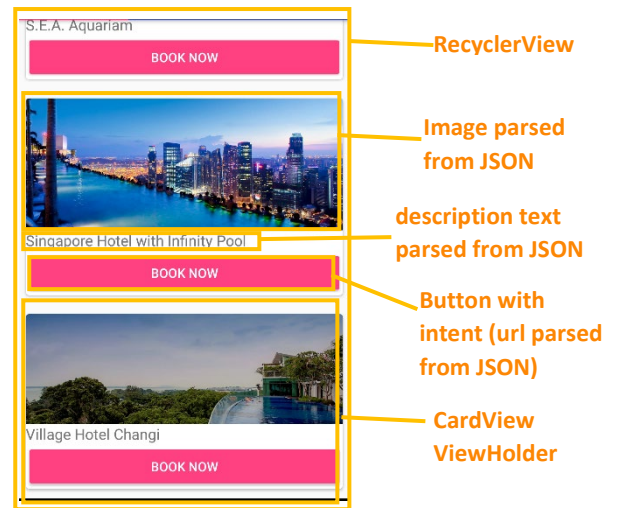 S.E.A. Aquariam
BOOK NOW
RecyclerView
Image parsed
from JSON
description text
parsed from JSON
Singapore Hotel with Infinity Pool
BOOK NOW
Button with
intent (url parsed
from JSON)
CardView
ViewHolder
Village Hotel Changi
BOOK NOW